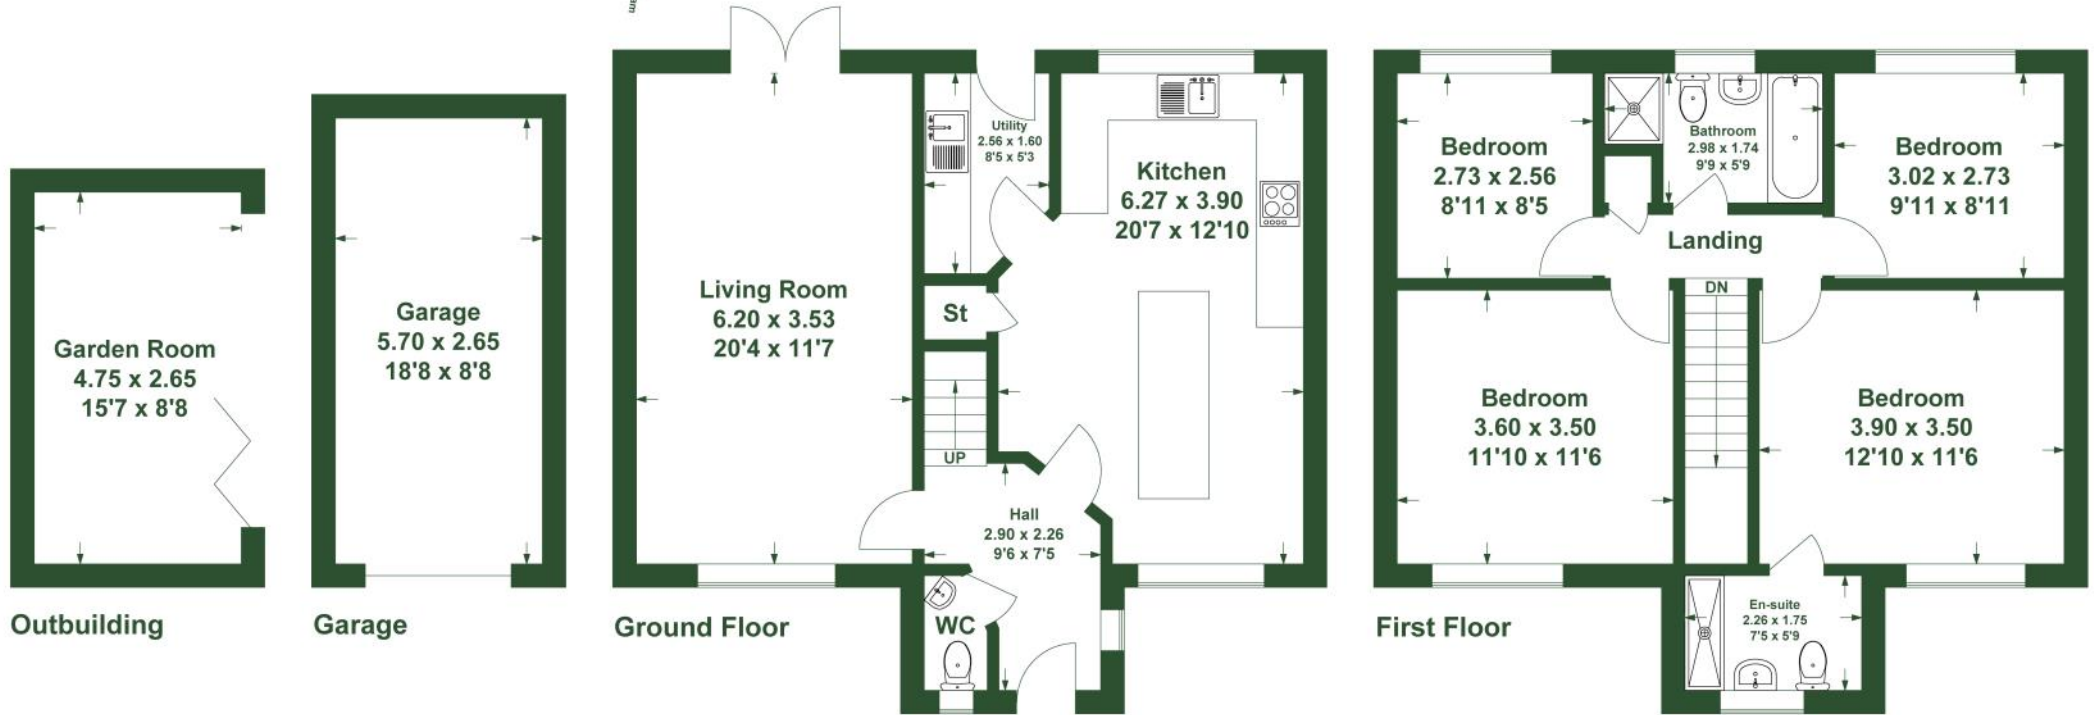 Garden Room
4.75 x 2.65
15'7 x 8'8
Outbuilding
Garage
5.70 x 2.65
18'8 x 8'8
Garage
Living Room
6.20 x 3.53
20'4 x 11'7
Utility
2.56 x 1.60
8'5 x 5'3
Kitchen
6.27 x 3.90
20'7 x 12'10
St
UP
Hall
2.90 x 2.26
9'6 x 7'5
WC
Ground Floor
Bedroom
2.73 x 2.56
8'11 x 8'5
Bathroom
2.98 x 1.74
9'9 x 5'9
Bedroom
3.02 x 2.73
9'11 x 8'11
Landing
DN
Bedroom
3.60 x 3.50
11'10 x 11'6
Bedroom
3.90 x 3.50
12'10 x 11'6
En-suite
2.26 x 1.75
7'5 x 5'9
First Floor